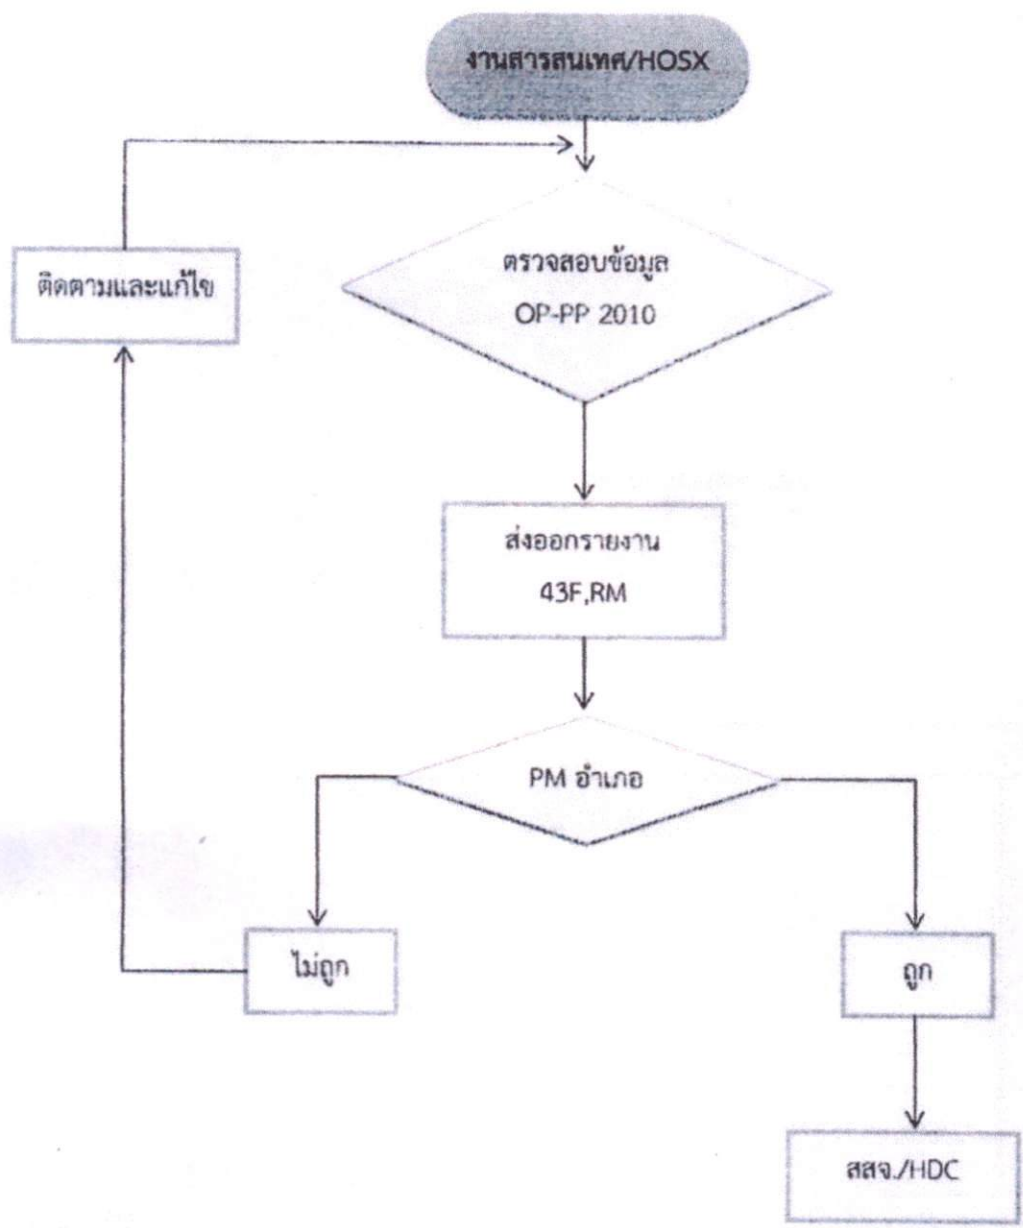 งานสารสนเทศ/HOSX
ตรวจสอบข้อมูล
OP-PP 2010
ติดตามและแก้ไข
ส่งออกรายงาน
43F,RM
PM อำเภอ
ไม่ถูก
ถูก
สสจ./HDC